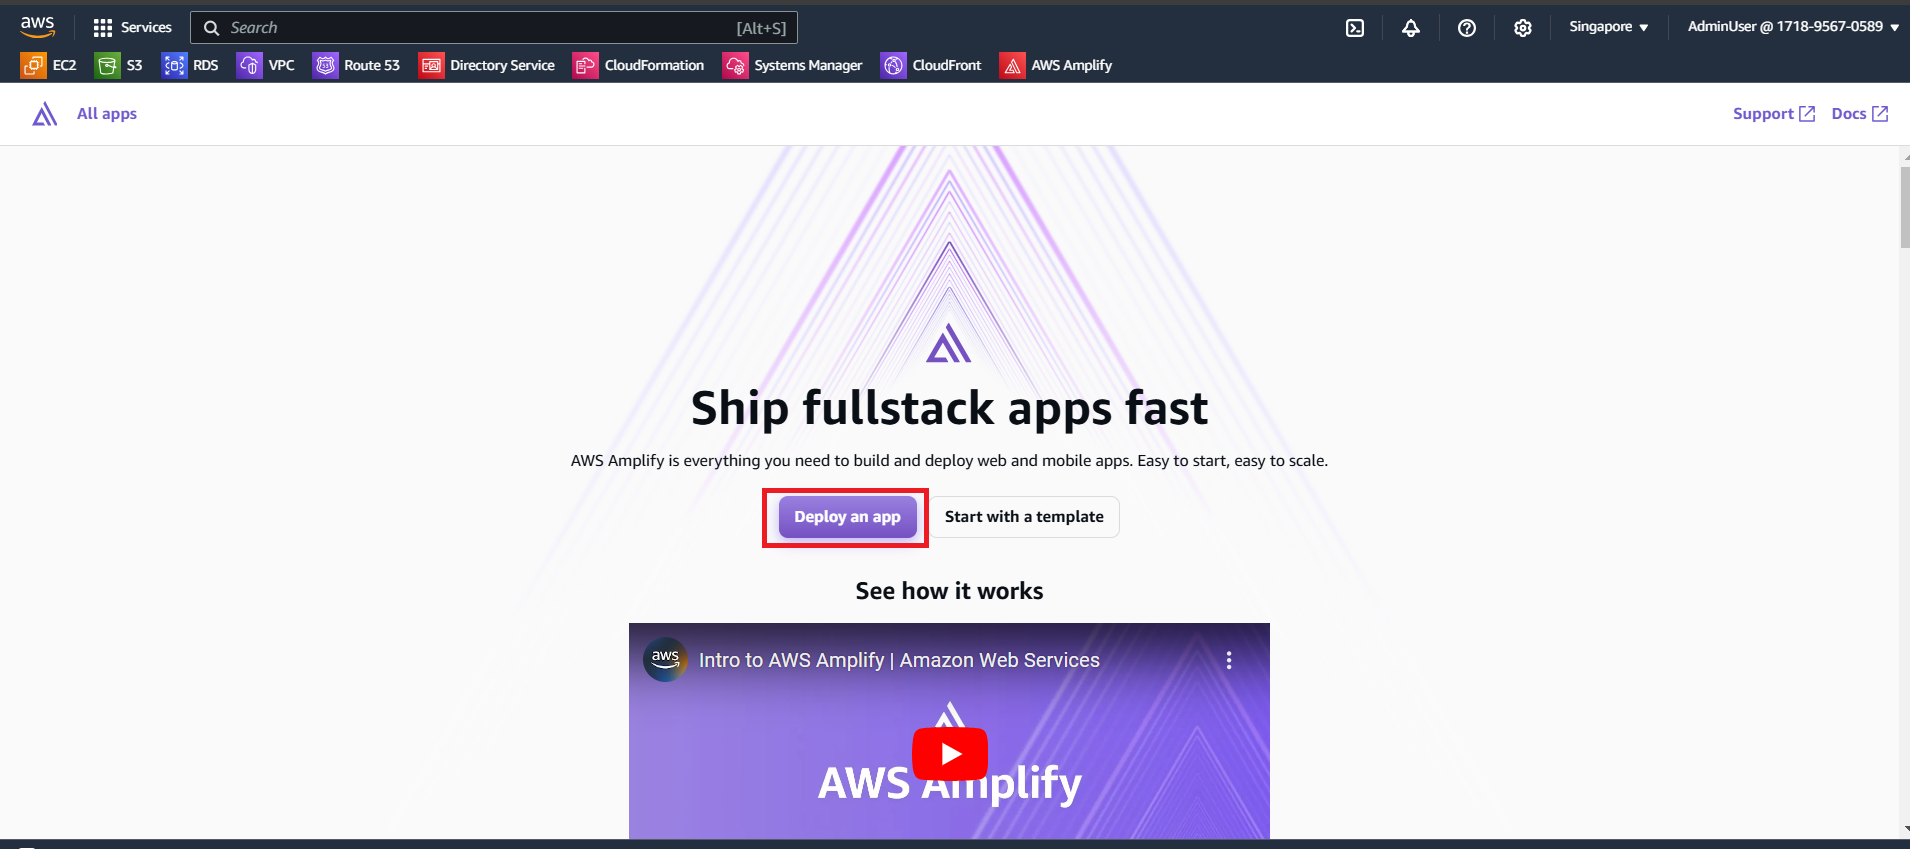 aws Services Search [Alt+S] Singapore AdminUser @ 1718-9567-0589
EC2 S3 RDS VPC Route 53 Directory Service CloudFormation Systems Manager CloudFront AWS Amplify
All apps Support Docs
Ship fullstack apps fast
AWS Amplify is everything you need to build and deploy web and mobile apps. Easy to start, easy to scale.
Deploy an app Start with a template
See how it works
aws Intro to AWS Amplify | Amazon Web Services
AWS Amplify